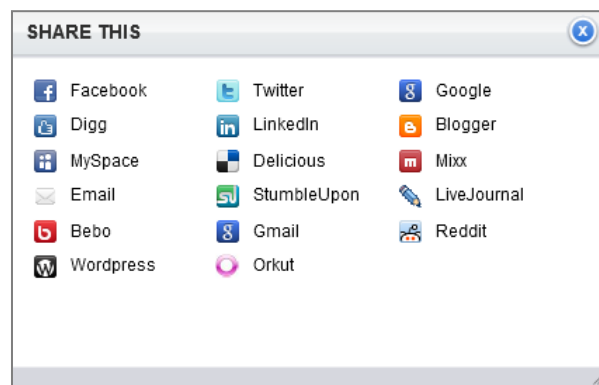 SHARE THIS
Facebook Twitter Google
Digg LinkedIn Blogger
MySpace Delicious Mixx
Email StumbleUpon LiveJournal
Bebo Gmail Reddit
Wordpress Orkut